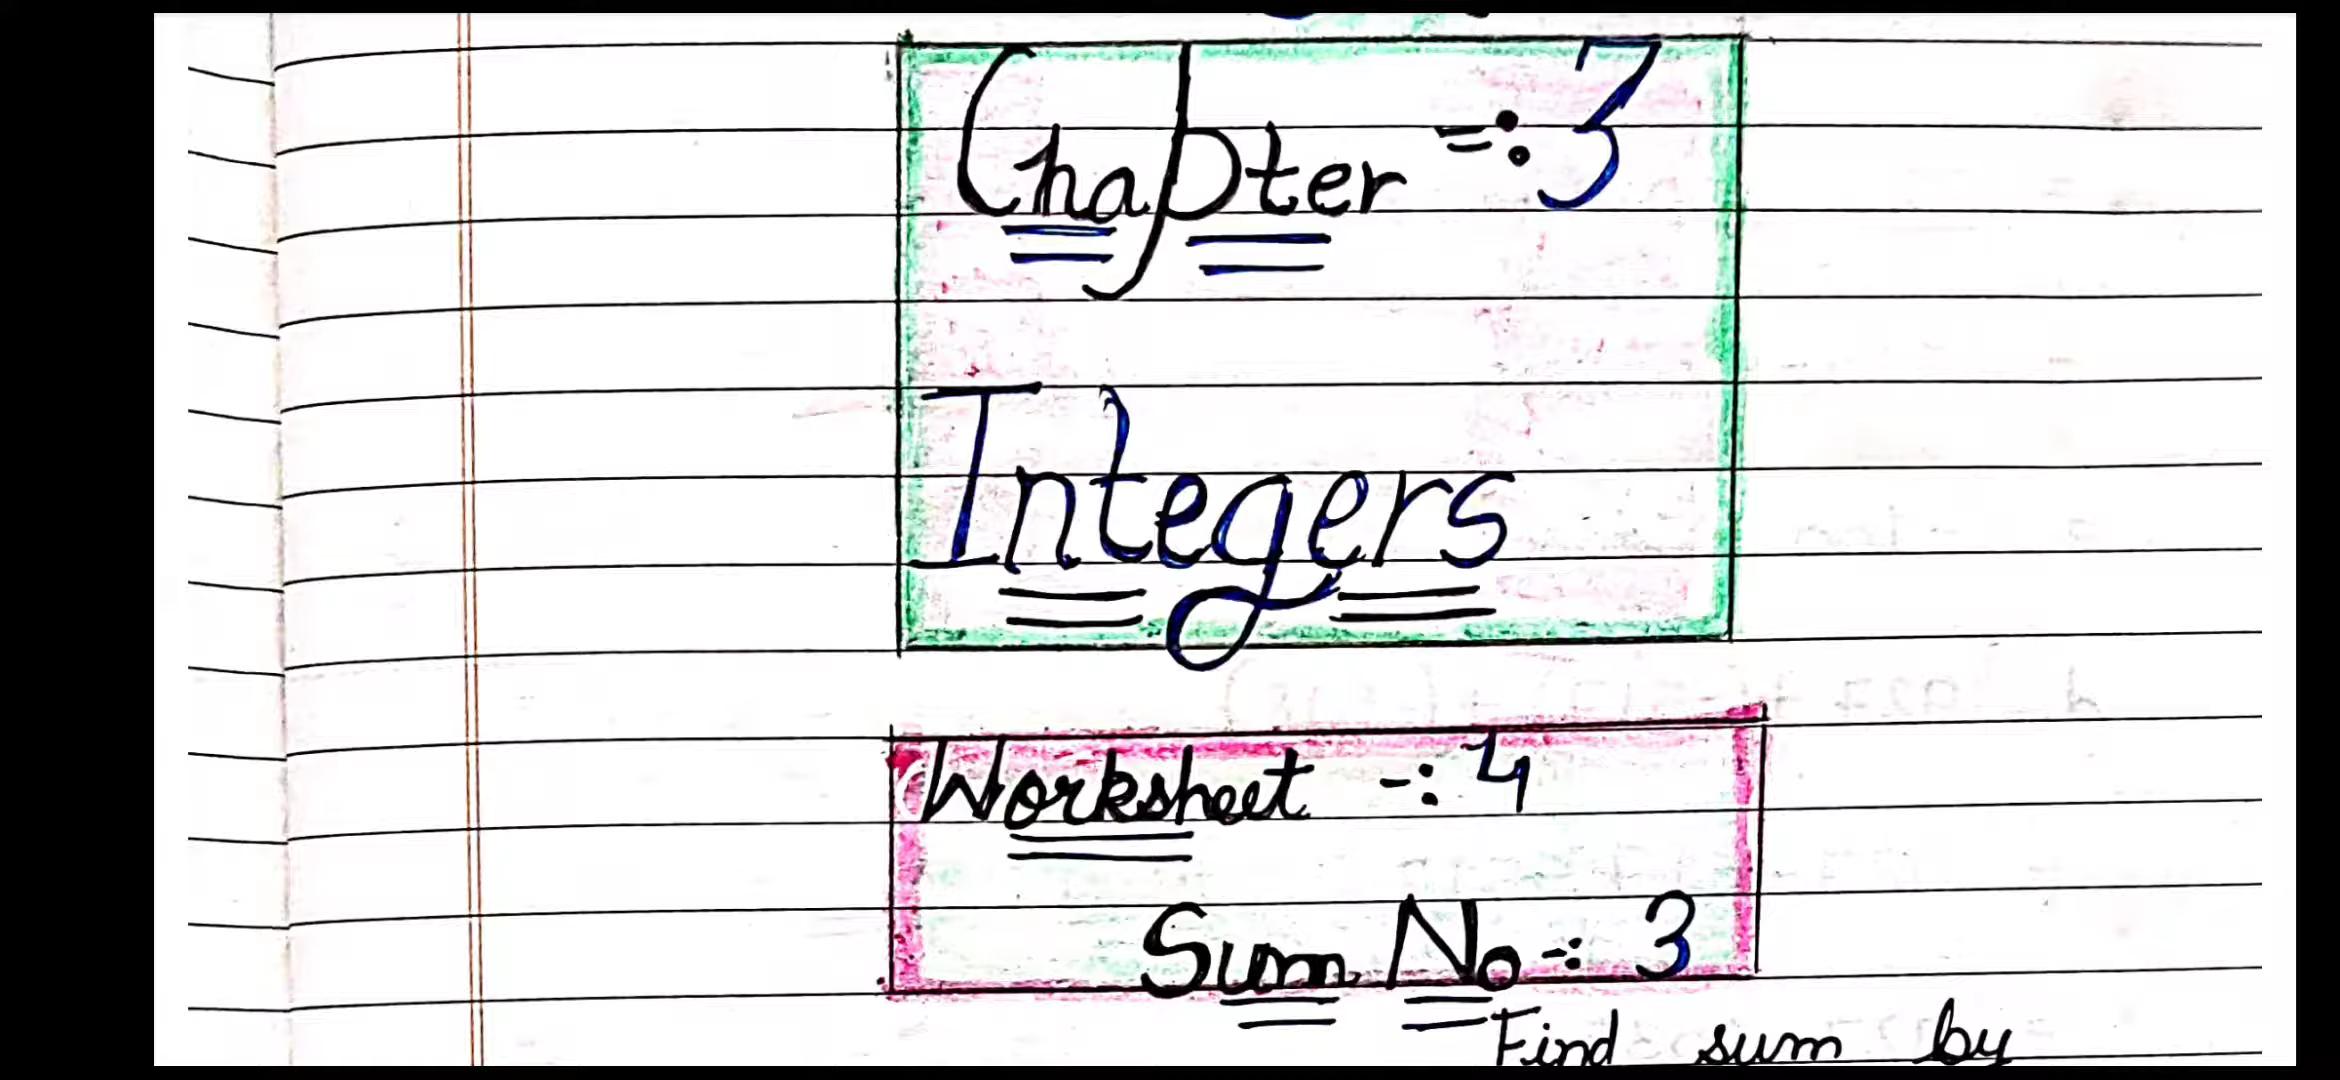 Chapter =: 3
Integers
Worksheet -: 4
Sum No -: 3
Find sum by